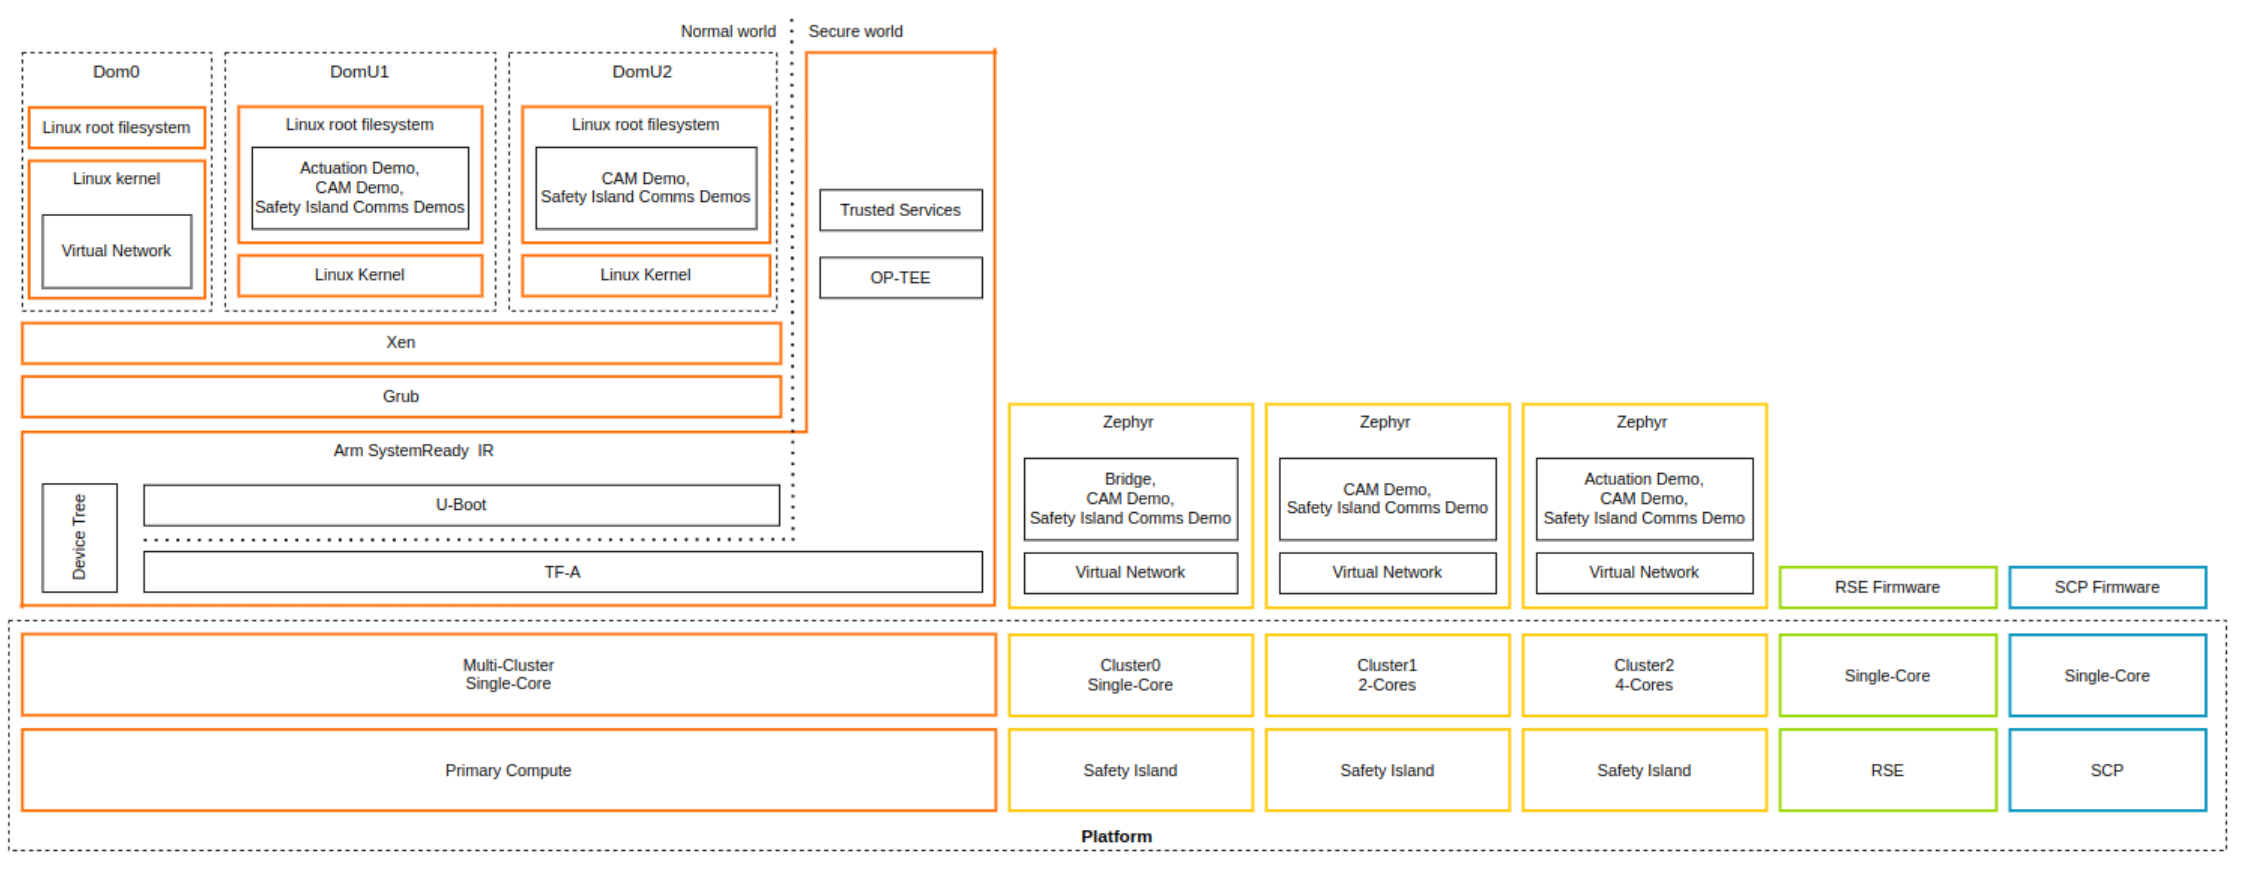 Normal world
Secure world
Dom0
DomU1
DomU2
Linux root filesystem
Linux kernel
Virtual Network
Linux root filesystem
Actuation Demo,
CAM Demo,
Safety Island Comms Demos
Linux Kernel
Linux root filesystem
CAM Demo,
Safety Island Comms Demos
Linux Kernel
Trusted Services
OP-TEE
Xen
Grub
Arm SystemReady IR
Device Tree
U-Boot
TF-A
Zephyr
Bridge,
CAM Demo,
Safety Island Comms Demo
Virtual Network
Zephyr
CAM Demo,
Safety Island Comms Demo
Virtual Network
Zephyr
Actuation Demo,
CAM Demo,
Safety Island Comms Demo
Virtual Network
RSE Firmware
SCP Firmware
Multi-Cluster
Single-Core
Cluster0
Single-Core
Cluster1
2-Cores
Cluster2
4-Cores
Single-Core
Single-Core
Primary Compute
Safety Island
Safety Island
Safety Island
RSE
SCP
Platform